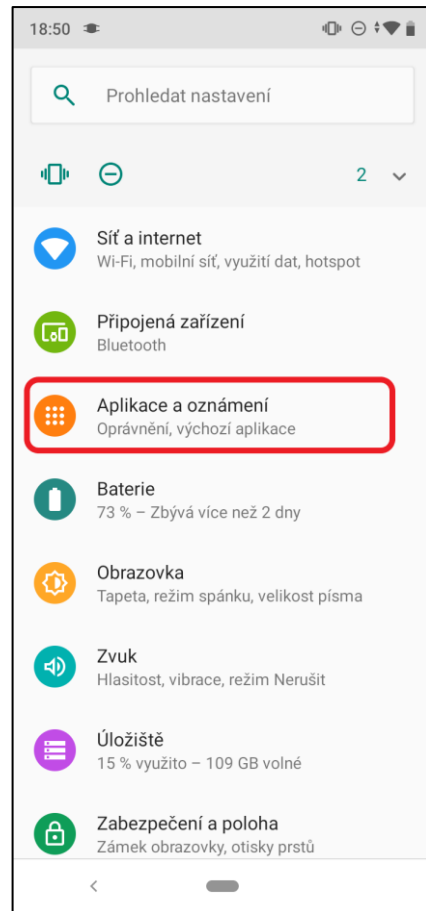 18:50
Prohledat nastavení
2
Síť a internet
Wi-Fi, mobilní síť, využití dat, hotspot
Připojená zařízení
Bluetooth
Aplikace a oznámení
Oprávnění, výchozí aplikace
Baterie
73 % – Zbývá více než 2 dny
Obrazovka
Tapeta, režim spánku, velikost písma
Zvuk
Hlasitost, vibrace, režim Nerušit
Úložiště
15 % využito – 109 GB volné
Zabezpečení a poloha
Zámek obrazovky, otisky prstů